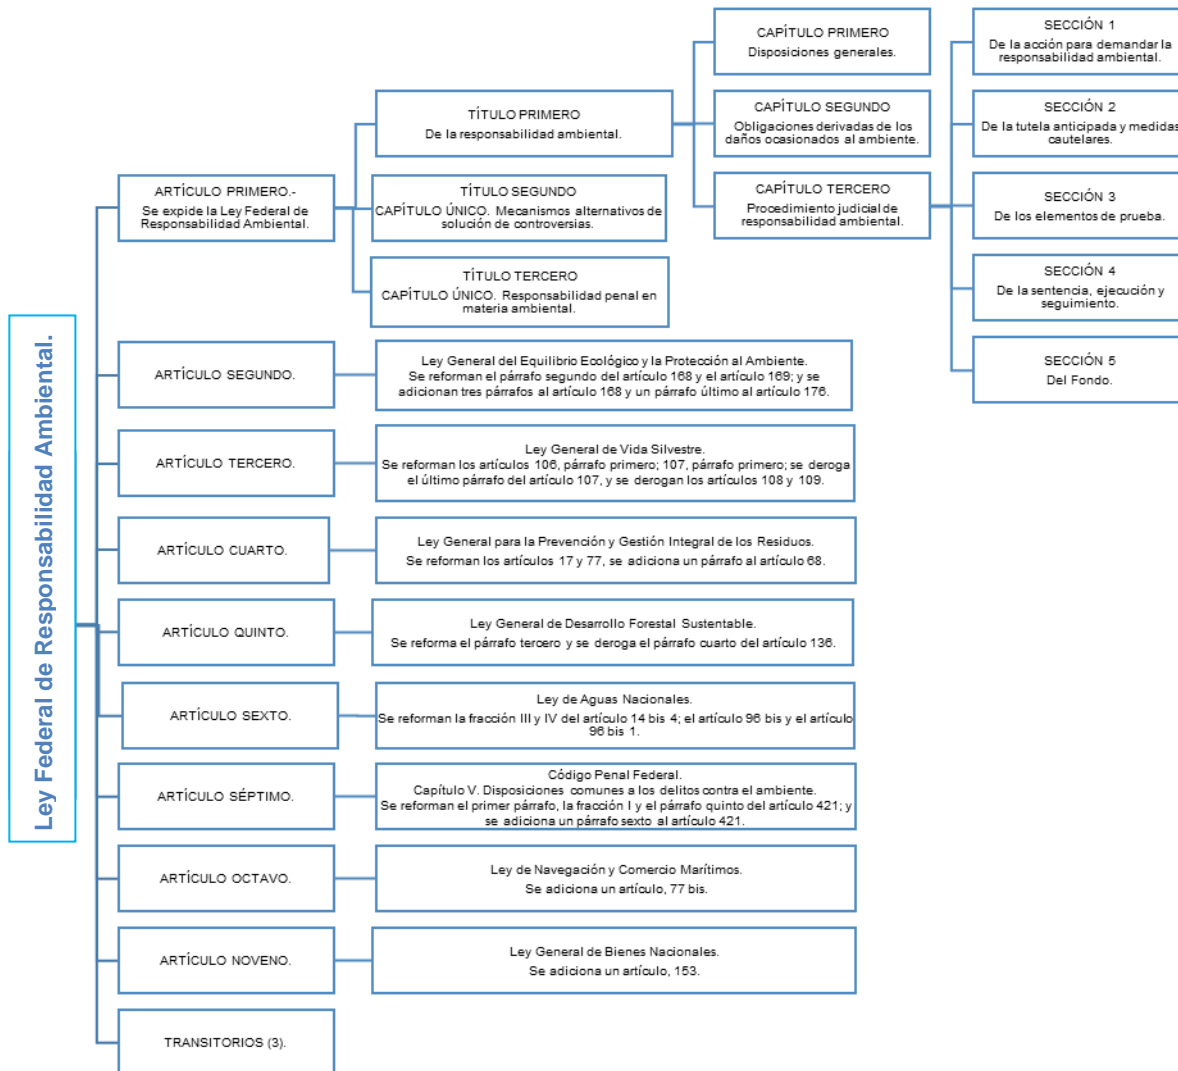 Ley Federal de Responsabilidad Ambiental.
ARTÍCULO PRIMERO.-
Se expide la Ley Federal de
Responsabilidad Ambiental.
TÍTULO PRIMERO
De la responsabilidad ambiental.
CAPÍTULO PRIMERO
Disposiciones generales.
CAPÍTULO SEGUNDO
Obligaciones derivadas de los
daños ocasionados al ambiente.
CAPÍTULO TERCERO
Procedimiento judicial de
responsabilidad ambiental.
SECCIÓN 1
De la acción para demandar la
responsabilidad ambiental.
SECCIÓN 2
De la tutela anticipada y medidas
cautelares.
SECCIÓN 3
De los elementos de prueba.
SECCIÓN 4
De la sentencia, ejecución y
seguimiento.
SECCIÓN 5
Del Fondo.
TÍTULO SEGUNDO
CAPÍTULO ÚNICO. Mecanismos alternativos de
solución de controversias.
TÍTULO TERCERO
CAPÍTULO ÚNICO. Responsabilidad penal en
materia ambiental.
ARTÍCULO SEGUNDO.
Ley General del Equilibrio Ecológico y la Protección al Ambiente.
Se reforman el párrafo segundo del artículo 168 y el artículo 169; y se
adicionan tres párrafos al artículo 168 y un párrafo último al artículo 176.
ARTÍCULO TERCERO.
Ley General de Vida Silvestre.
Se reforman los artículos 106, párrafo primero; 107, párrafo primero; se deroga
el último párrafo del artículo 107, y se derogan los artículos 108 y 109.
ARTÍCULO CUARTO.
Ley General para la Prevención y Gestión Integral de los Residuos.
Se reforman los artículos 17 y 77, se adiciona un párrafo al artículo 68.
ARTÍCULO QUINTO.
Ley General de Desarrollo Forestal Sustentable.
Se reforma el párrafo tercero y se deroga el párrafo cuarto del artículo 136.
ARTÍCULO SEXTO.
Ley de Aguas Nacionales.
Se reforman la fracción III y IV del artículo 14 bis 4; el artículo 96 bis y el artículo
96 bis 1.
ARTÍCULO SÉPTIMO.
Código Penal Federal.
Capítulo V. Disposiciones comunes a los delitos contra el ambiente.
Se reforman el primer párrafo, la fracción I y el párrafo quinto del artículo 421; y
se adiciona un párrafo sexto al artículo 421.
ARTÍCULO OCTAVO.
Ley de Navegación y Comercio Marítimos.
Se adiciona un artículo, 77 bis.
ARTÍCULO NOVENO.
Ley General de Bienes Nacionales.
Se adiciona un artículo, 153.
TRANSITORIOS (3).